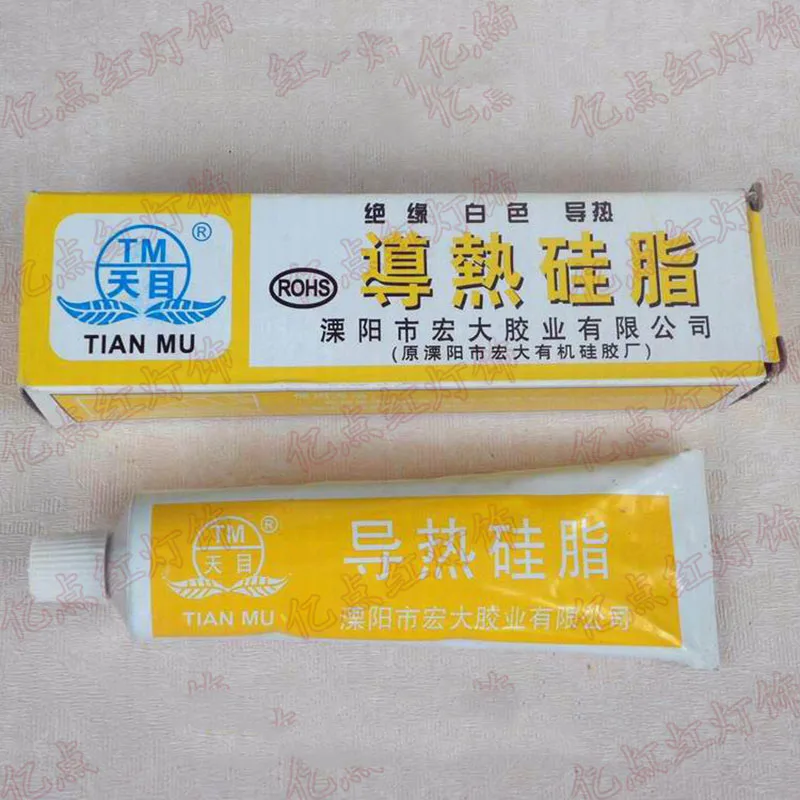 亿点红灯饰
绝缘 白色 导热
TM
天目
®
TIAN MU
ROHS
導熱硅脂
溧阳市宏大胶业有限公司
(原溧阳市宏大有机硅胶厂)
TM
天目
®
TIAN MU
导热硅脂
溧阳市宏大胶业有限公司